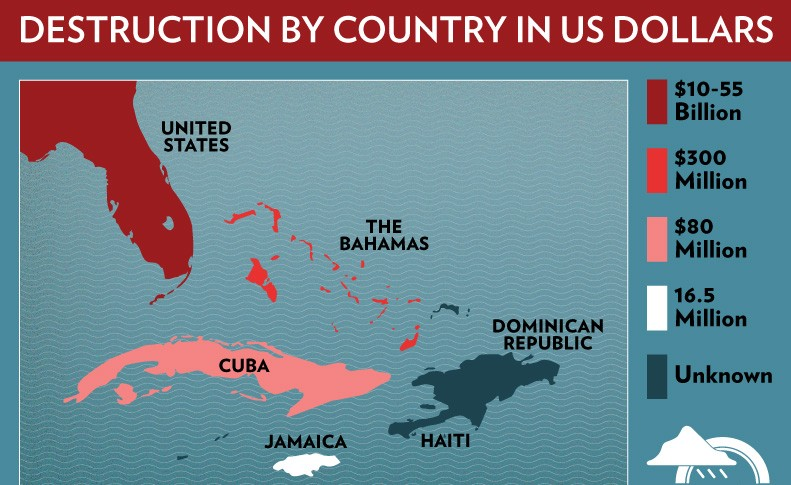 DESTRUCTION BY COUNTRY IN US DOLLARS
UNITED
STATES
THE
BAHAMAS
DOMINICAN
REPUBLIC
CUBA
JAMAICA
HAITI
$10-55
Billion
$300
Million
$80
Million
16.5
Million
Unknown